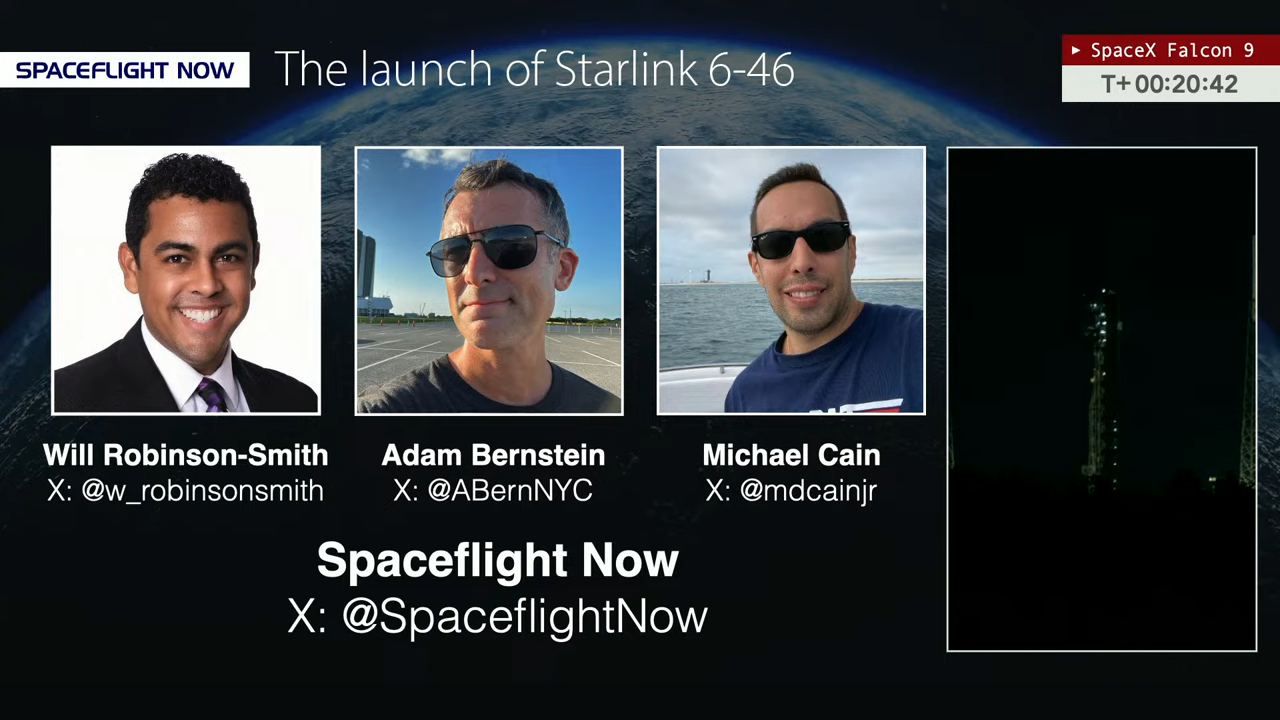 SPACEFLIGHT NOW
The launch of Starlink 6-46
▶ SpaceX Falcon 9
T+00:20:42
Will Robinson-Smith
X: @w_robinsonsmith
Adam Bernstein
X: @ABernNYC
Michael Cain
X: @mdcainjr
Spaceflight Now
X: @SpaceflightNow